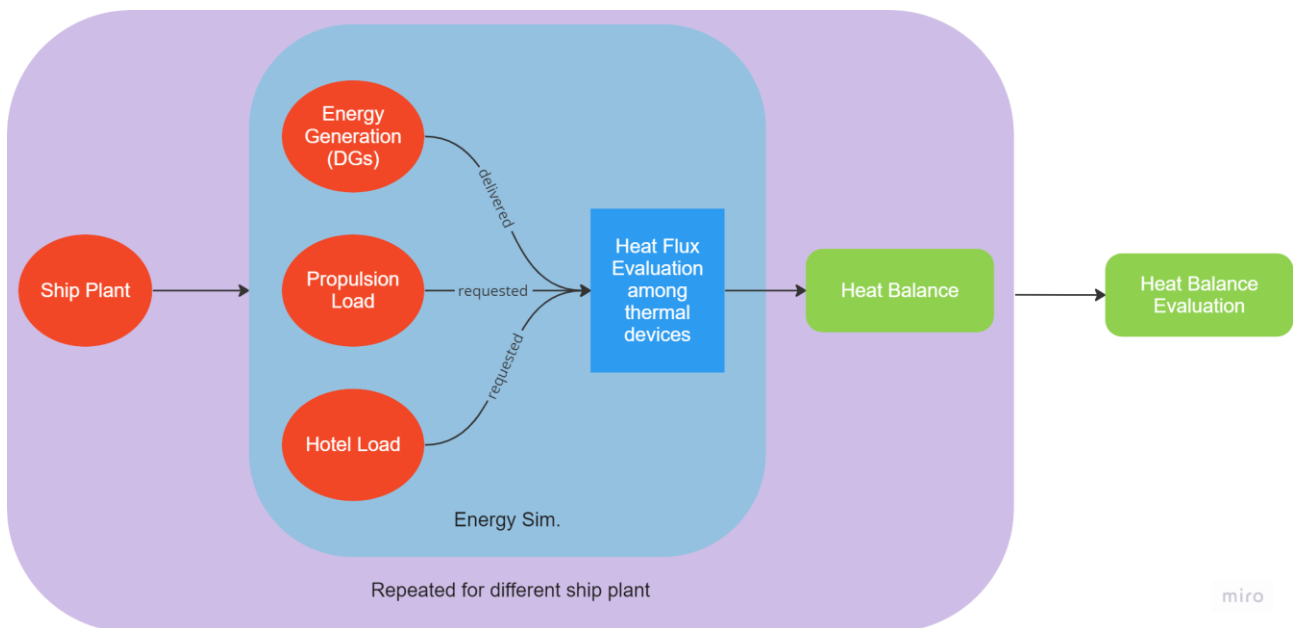 Energy
Generation
(DGs)
delivered
Ship Plant
Propulsion
Load
requested
Heat Flux
Evaluation
among
thermal
devices
Heat Balance
Heat Balance
Evaluation
requested
Hotel Load
Energy Sim.
Repeated for different ship plant
miro